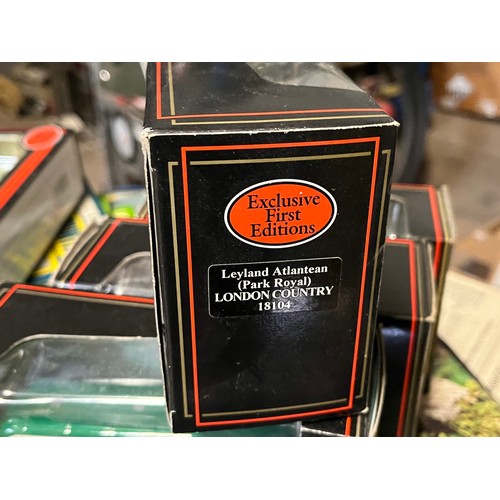 Exclusive
First
Editions
Leyland Atlantean
(Park Royal)
LONDON COUNTRY
18104